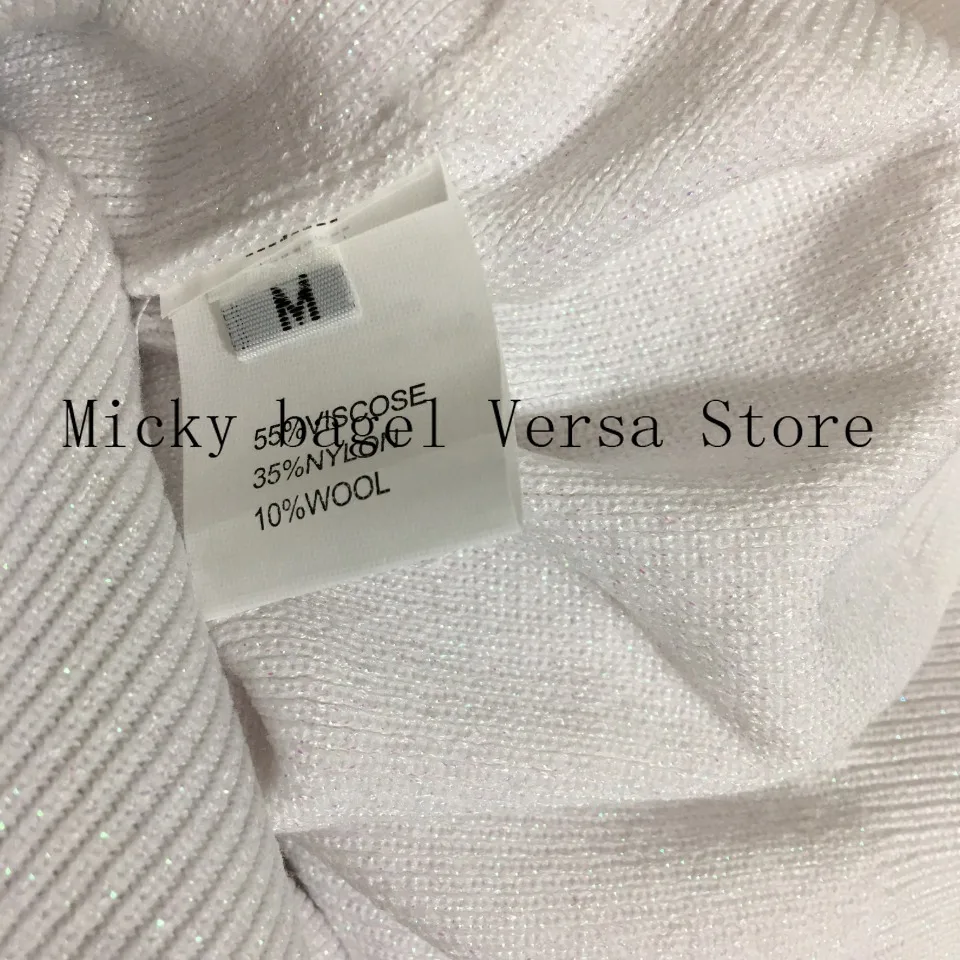 M
55%VISCOSE
Micky bagel Versa Store
35%NYLON
10%WOOL